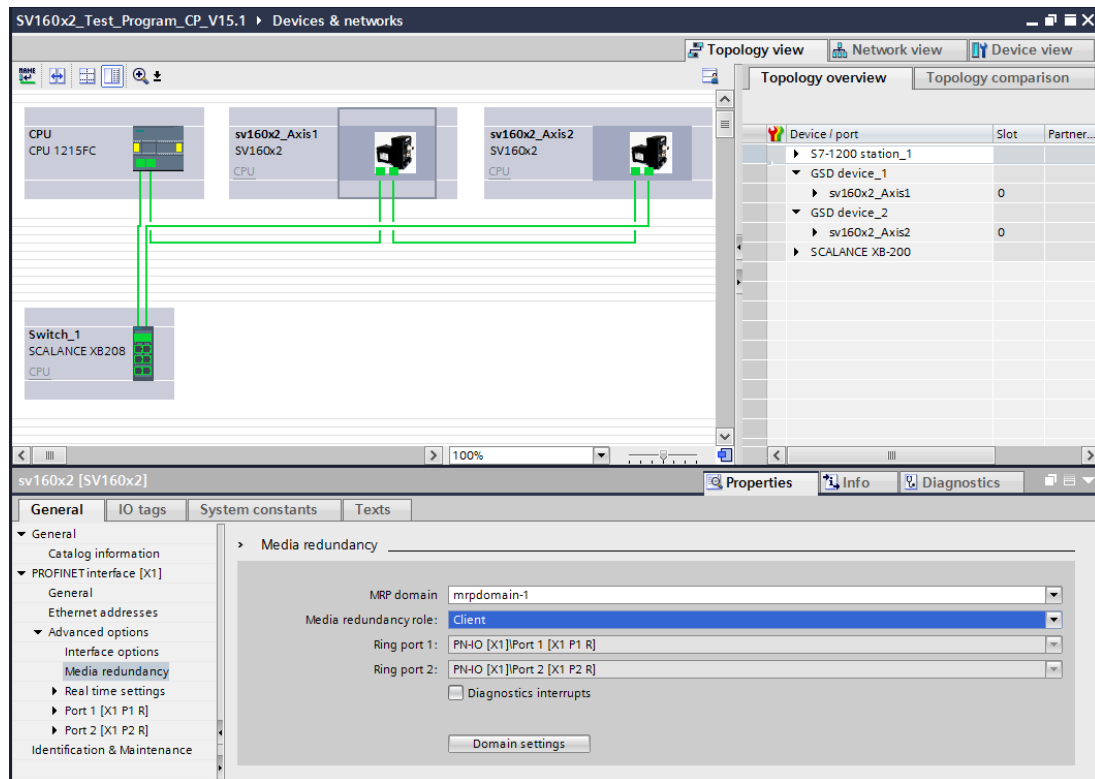 SV160x2_Test_Program_CP_V15.1 ▸ Devices & networks
Topology view
Network view
Device view
NAME
Topology overview
Topology comparison
CPU
CPU 1215FC
sv160x2_Axis1
SV160x2
CPU
sv160x2_Axis2
SV160x2
CPU
Switch_1
SCALANCE XB208
CPU
Device / port
Slot
Partner...
S7-1200 station_1
GSD device_1
sv160x2_Axis1
0
GSD device_2
sv160x2_Axis2
0
SCALANCE XB-200
100%
sv160x2 [SV160x2]
Properties
Info
Diagnostics
General
IO tags
System constants
Texts
General
Catalog information
PROFINET interface [X1]
General
Ethernet addresses
Advanced options
Interface options
Media redundancy
Real time settings
Port 1 [X1 P1 R]
Port 2 [X1 P2 R]
Identification & Maintenance
Media redundancy
MRP domain
mrpdomain-1
Media redundancy role:
Client
Ring port 1:
PN-IO [X1]\Port 1 [X1 P1 R]
Ring port 2:
PN-IO [X1]\Port 2 [X1 P2 R]
Diagnostics interrupts
Domain settings